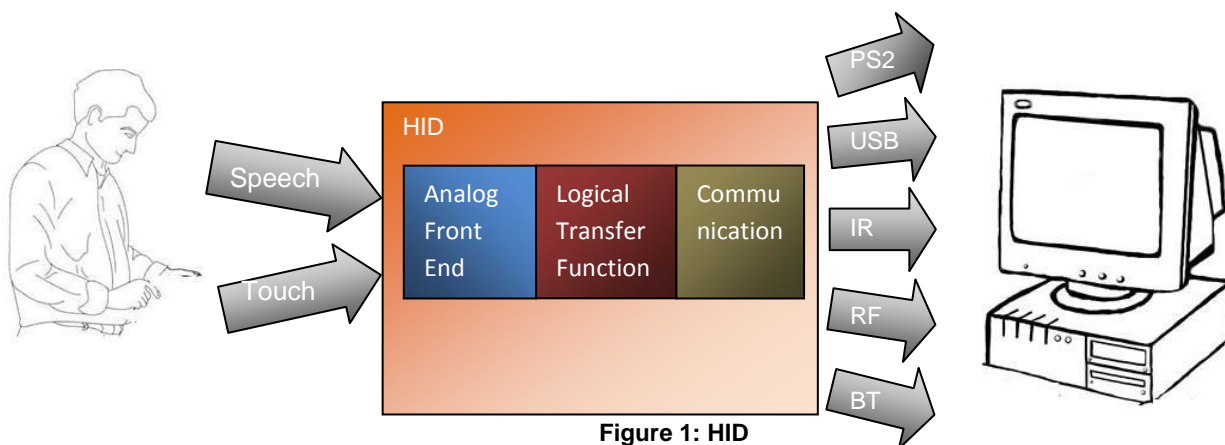 Speech
Touch
HID
Analog
Front
End
Logical
Transfer
Function
Commu
nication
PS2
USB
IR
RF
BT
Figure 1: HID